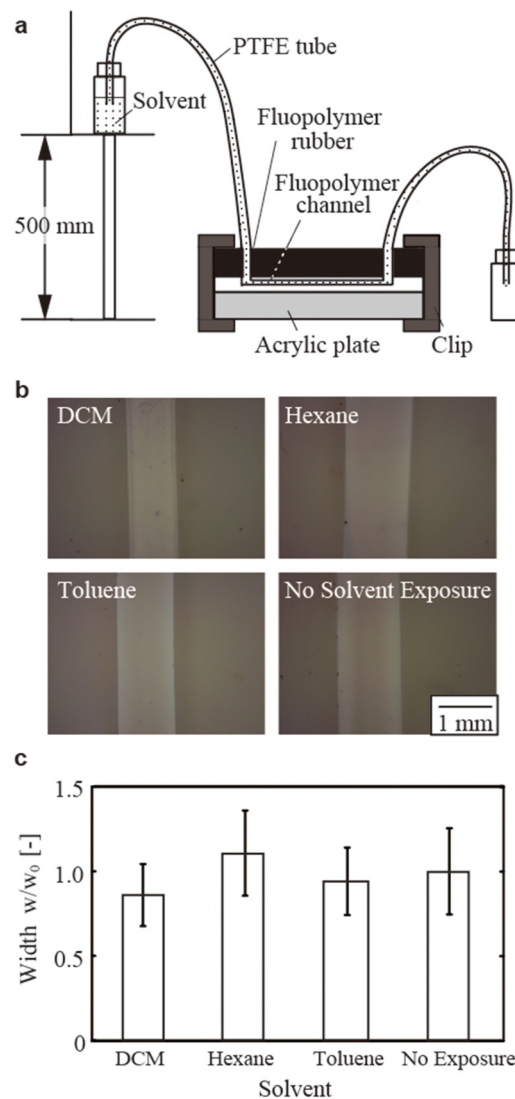 a
PTFE tube
Solvent
Fluopolymer
rubber
Fluopolymer
channel
500 mm
Acrylic plate
Clip
b
DCM
Hexane
Toluene
No Solvent Exposure
1 mm
c
1.5
1.0
0.5
0
Width w/w₀ [-]
DCM
Hexane
Toluene
No Exposure
Solvent